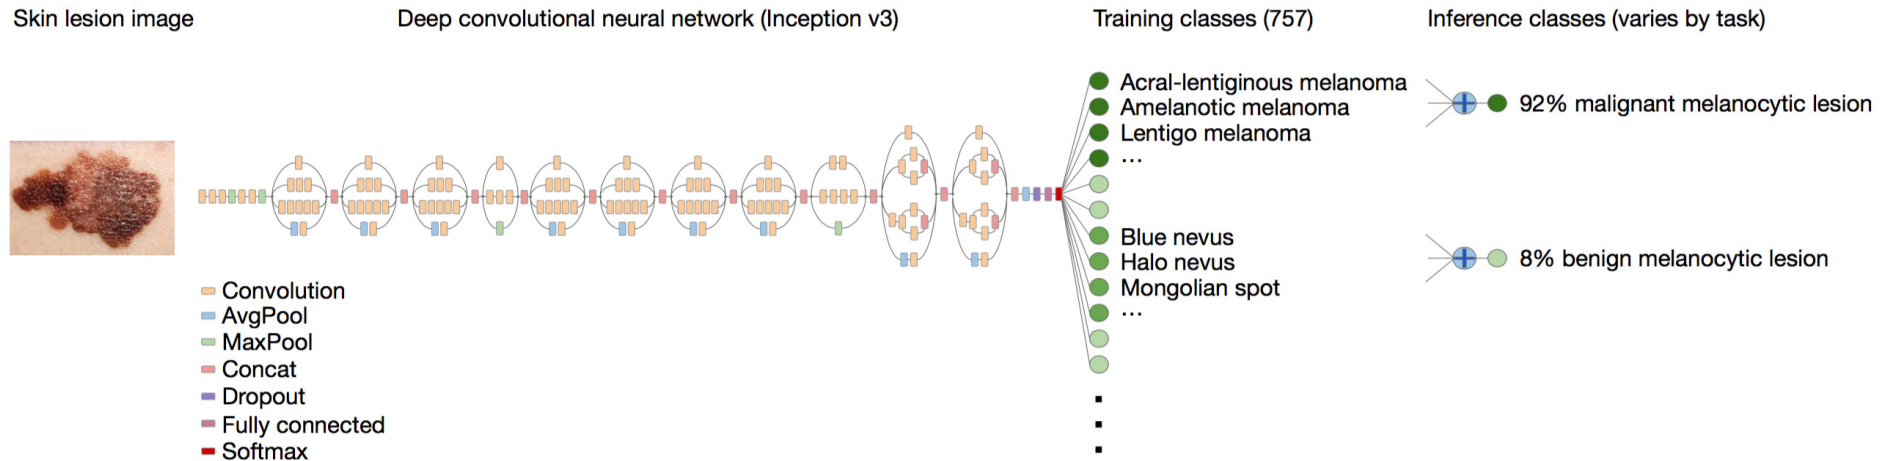 Skin lesion image
Deep convolutional neural network (Inception v3)
Training classes (757)
Inference classes (varies by task)
Acral-lentiginous melanoma
Amelanotic melanoma
Lentigo melanoma
...
Blue nevus
Halo nevus
Mongolian spot
...
92% malignant melanocytic lesion
8% benign melanocytic lesion
Convolution
AvgPool
MaxPool
Concat
Dropout
Fully connected
Softmax